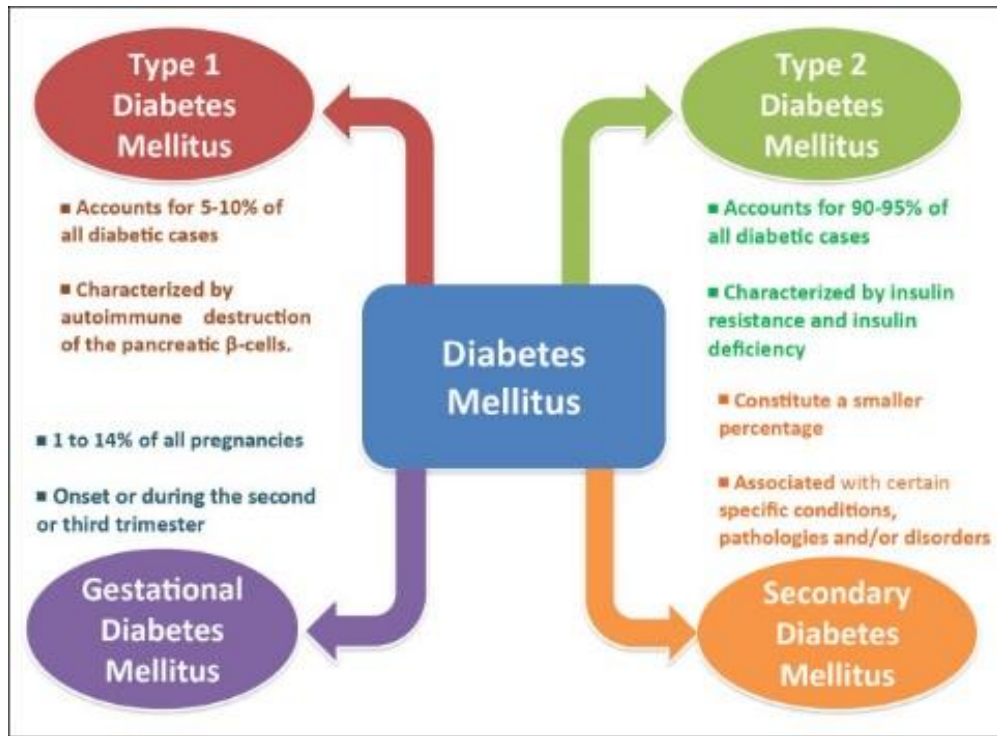 Type 1
Diabetes
Mellitus
■ Accounts for 5-10% of
all diabetic cases
■ Characterized by
autoimmune destruction
of the pancreatic β-cells.
Type 2
Diabetes
Mellitus
■ Accounts for 90-95% of
all diabetic cases
■ Characterized by insulin
resistance and insulin
deficiency
Diabetes
Mellitus
■ 1 to 14% of all pregnancies
■ Onset or during the second
or third trimester
Gestational
Diabetes
Mellitus
■ Constitute a smaller
percentage
■ Associated with certain
specific conditions,
pathologies and/or disorders
Secondary
Diabetes
Mellitus